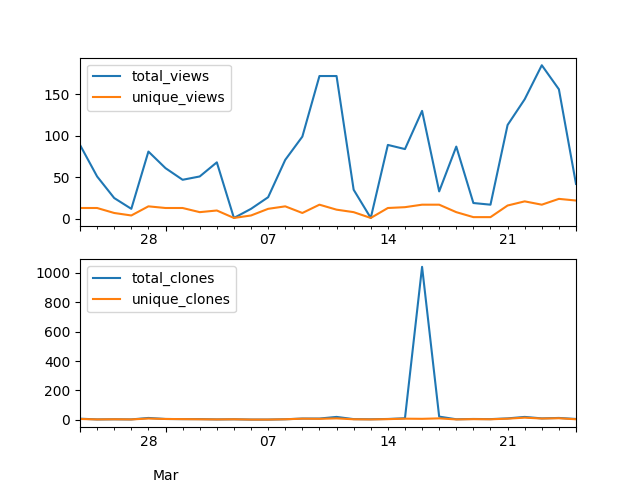 total_views
unique_views
150
100
50
0
28 07 14 21
total_clones
unique_clones
1000
800
600
400
200
0
28 07 14 21
Mar